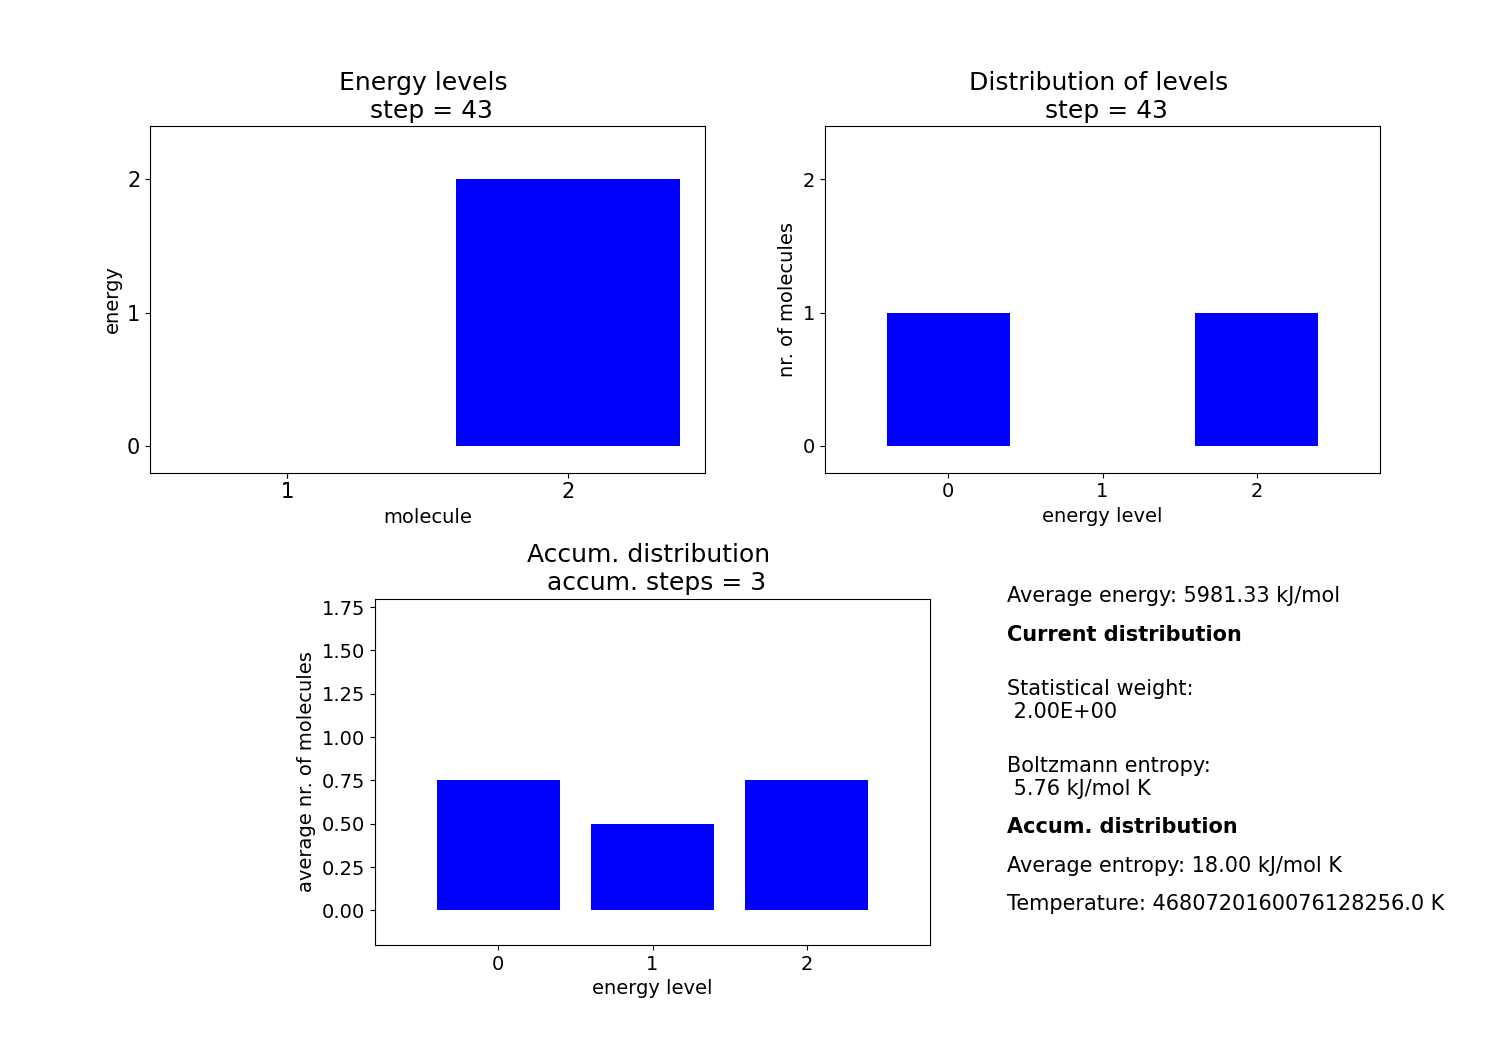 Energy levels
step = 43
2
1
0
energy
1
2
molecule
Distribution of levels
step = 43
2
1
0
nr. of molecules
0
1
2
energy level
Accum. distribution
accum. steps = 3
1.75
1.50
1.25
1.00
0.75
0.50
0.25
0.00
average nr. of molecules
0
1
2
energy level
Average energy: 5981.33 kJ/mol
Current distribution
Statistical weight:
2.00E+00
Boltzmann entropy:
5.76 kJ/mol K
Accum. distribution
Average entropy: 18.00 kJ/mol K
Temperature: 4680720160076128256.0 K